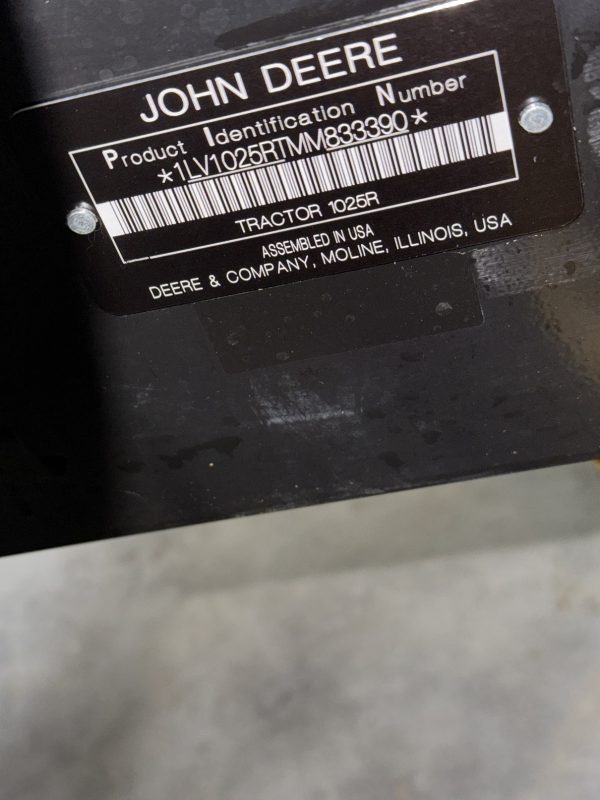 JOHN DEERE
Product Identification Number
*1LV1025RTMM833390*
TRACTOR 1025R
ASSEMBLED IN USA
DEERE & COMPANY, MOLINE, ILLINOIS, USA